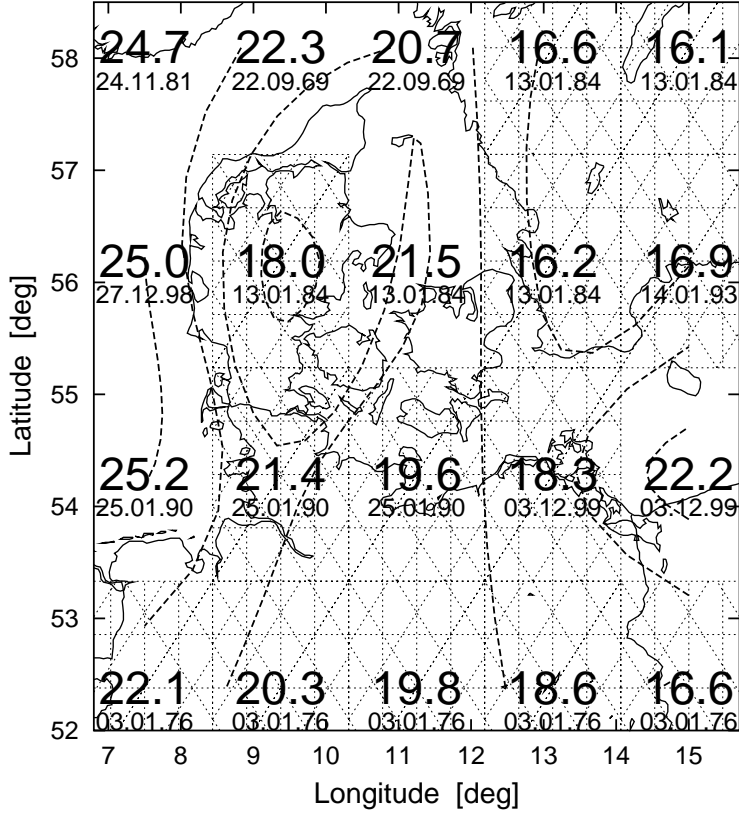 58
24.7 22.3 20.7 16.6 16.1
24.11.81 22.09.69 22.09.69 13.01.84 13.01.84
57
25.0 18.0 21.5 16.2 16.9
56
27.12.98 13.01.84 13.01.84 13.01.84 14.01.93
Latitude [deg]
55
25.2 21.4 19.6 18.3 22.2
54
25.01.90 25.01.90 25.01.90 03.12.99 03.12.99
53
22.1 20.3 19.8 18.6 16.6
03.01.76 03.01.76 03.01.76 03.01.76 03.01.76
52
7 8 9 10 11 12 13 14 15
Longitude [deg]